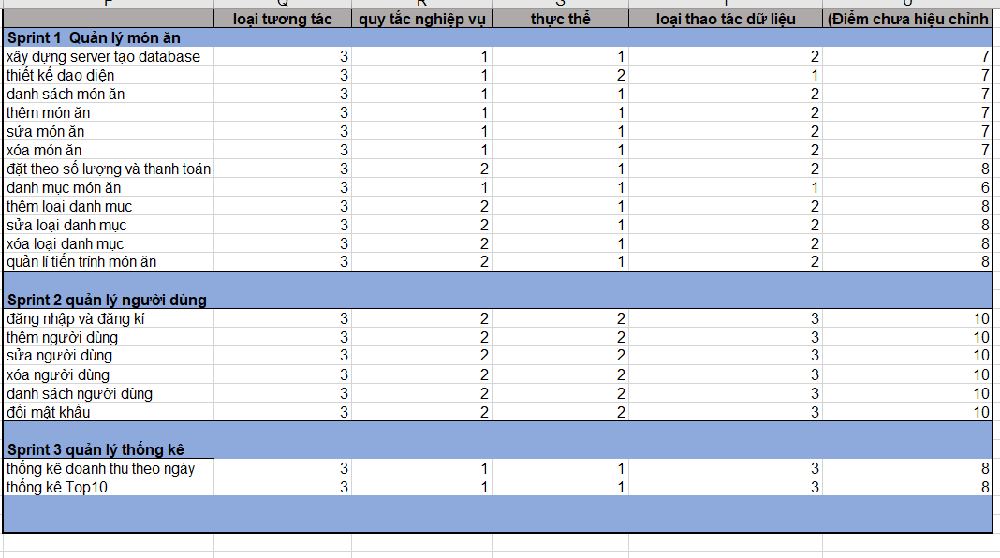 P Q R S T U
loại tương tác quy tắc nghiệp vụ thực thể loại thao tác dữ liệu (Điểm chưa hiệu chỉnh
Sprint 1 Quản lý món ăn
xây dựng server tạo database 3 1 1 2 7
thiết kế dao diện 3 1 2 1 7
danh sách món ăn 3 1 1 2 7
thêm món ăn 3 1 1 2 7
sửa món ăn 3 1 1 2 7
xóa món ăn 3 1 1 2 7
đặt theo số lượng và thanh toán 3 2 1 2 8
danh mục món ăn 3 1 1 1 6
thêm loại danh mục 3 2 1 2 8
sửa loại danh mục 3 2 1 2 8
xóa loại danh mục 3 2 1 2 8
quản lí tiến trính món ăn 3 2 1 2 8
Sprint 2 quản lý người dùng
đăng nhập và đăng kí 3 2 2 3 10
thêm người dùng 3 2 2 3 10
sửa người dùng 3 2 2 3 10
xóa người dùng 3 2 2 3 10
danh sách người dùng 3 2 2 3 10
đổi mật khẩu 3 2 2 3 10
Sprint 3 quản lý thống kê
thống kê doanh thu theo ngày 3 1 1 3 8
thống kê Top10 3 1 1 3 8